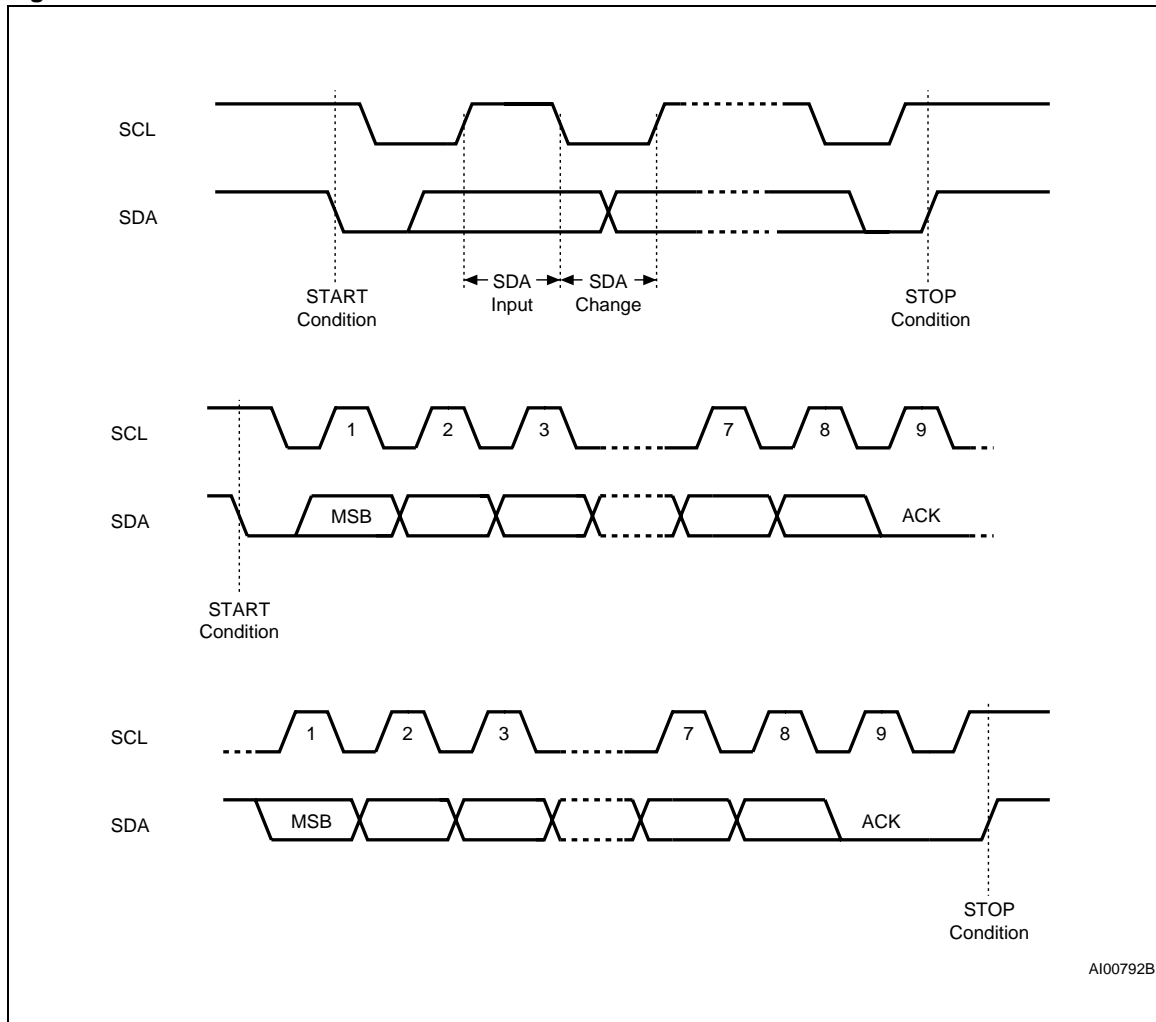 SCL
SDA
START
Condition
SDA
Input
SDA
Change
STOP
Condition
SCL
1 2 3 7 8 9
SDA
MSB ACK
START
Condition
SCL
1 2 3 7 8 9
SDA
MSB ACK
STOP
Condition
AI00792B